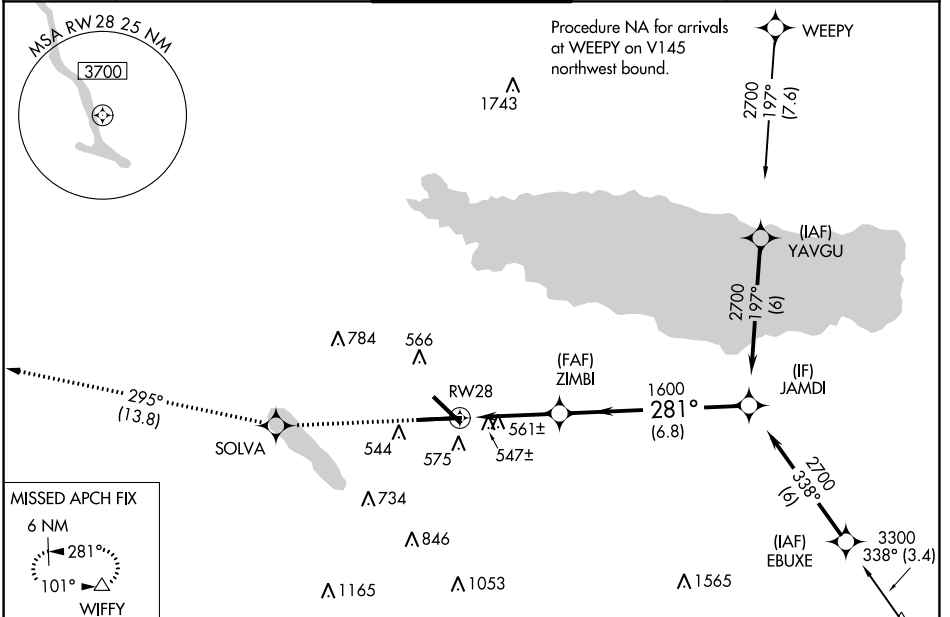 MSA RW 28 25 NM
3700
Procedure NA for arrivals
at WEEPY on V145
northwest bound.
WEEPY
1743
2700
197°
(7.6)
(IAF)
YAVGU
2700
197°
(6)
784
566
(FAF)
ZIMBI
1600
281°
(6.8)
(IF)
JAMDI
RW28
295°
(13.8)
SOLVA
544
575
561±
547±
2700
338°
(6)
734
846
(IAF)
EBUXE
3300
338° (3.4)
1165
1053
1565
MISSED APCH FIX
6 NM
281°
101°
WIFFY